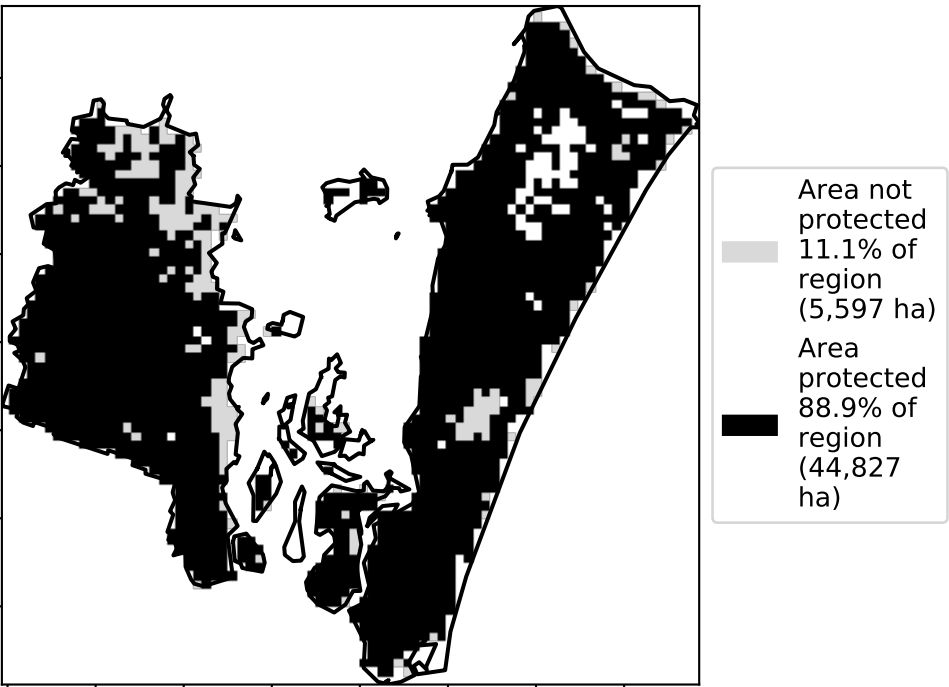 Area not
protected
11.1% of
region
(5,597 ha)
Area
protected
88.9% of
region
(44,827
ha)